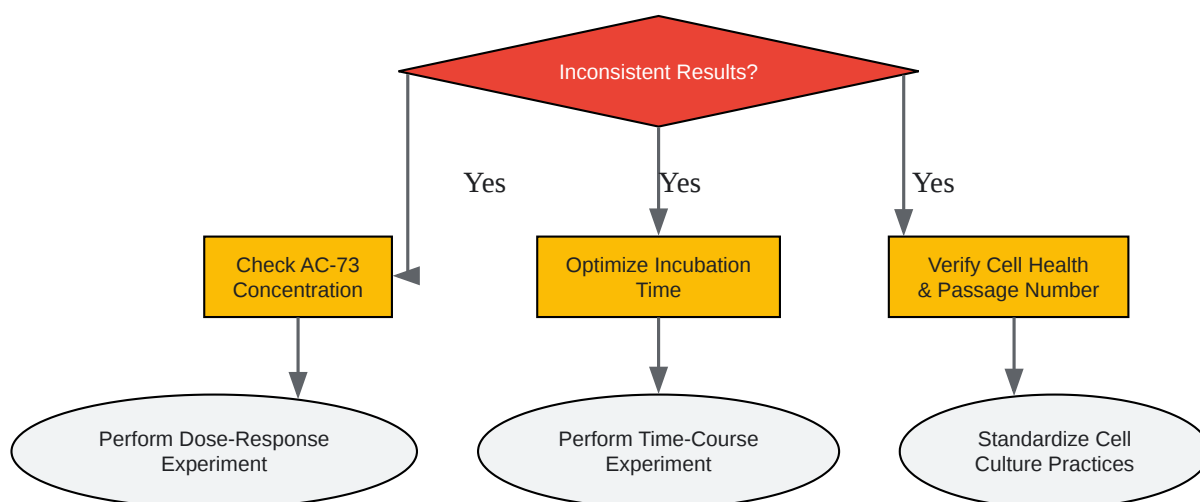 Inconsistent Results?
Yes
Yes
Yes
Check AC-73
Concentration
Optimize Incubation
Time
Verify Cell Health
& Passage Number
Perform Dose-Response
Experiment
Perform Time-Course
Experiment
Standardize Cell
Culture Practices